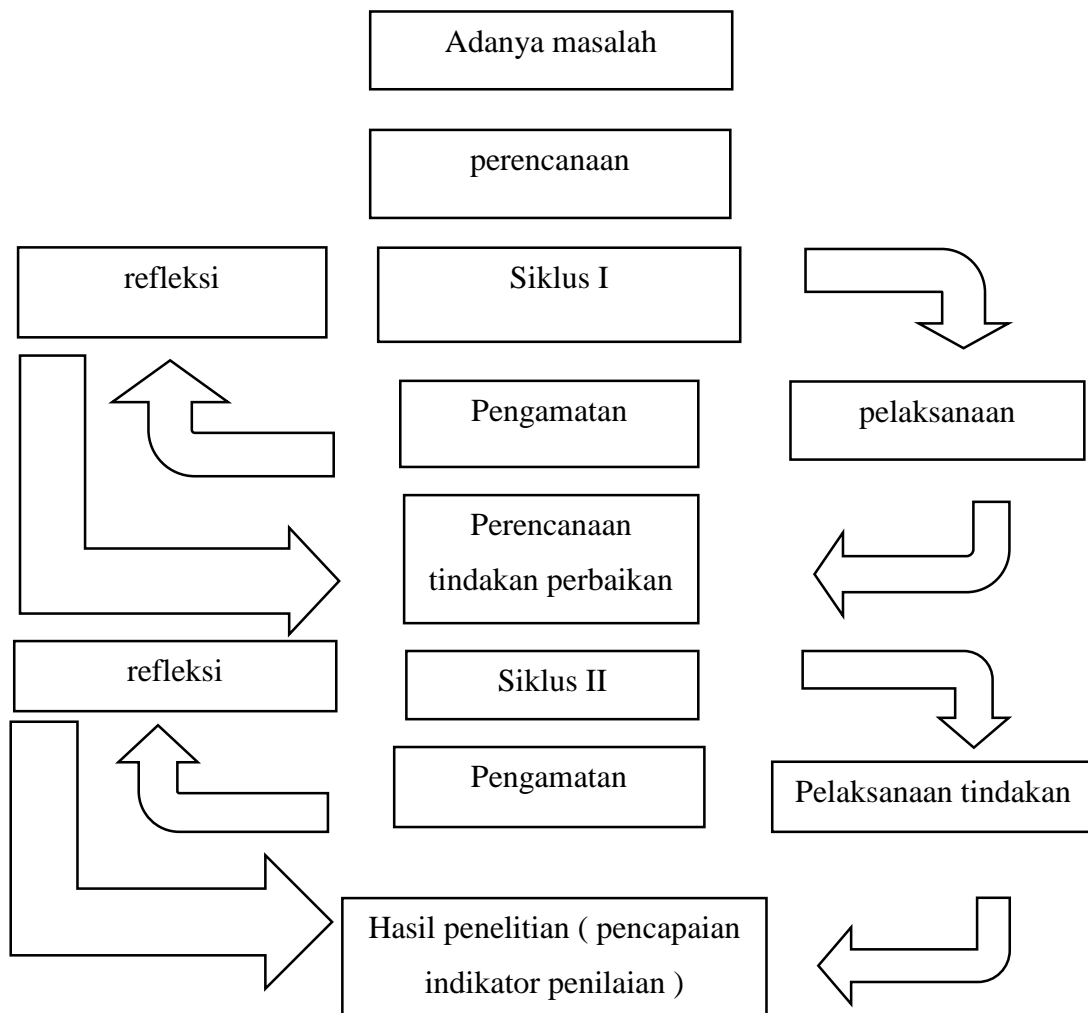 Adanya masalah
perencanaan
refleksi
Siklus I
Pengamatan
pelaksanaan
Perencanaan
tindakan perbaikan
refleksi
Siklus II
Pengamatan
Pelaksanaan tindakan
Hasil penelitian ( pencapaian
indikator penilaian )